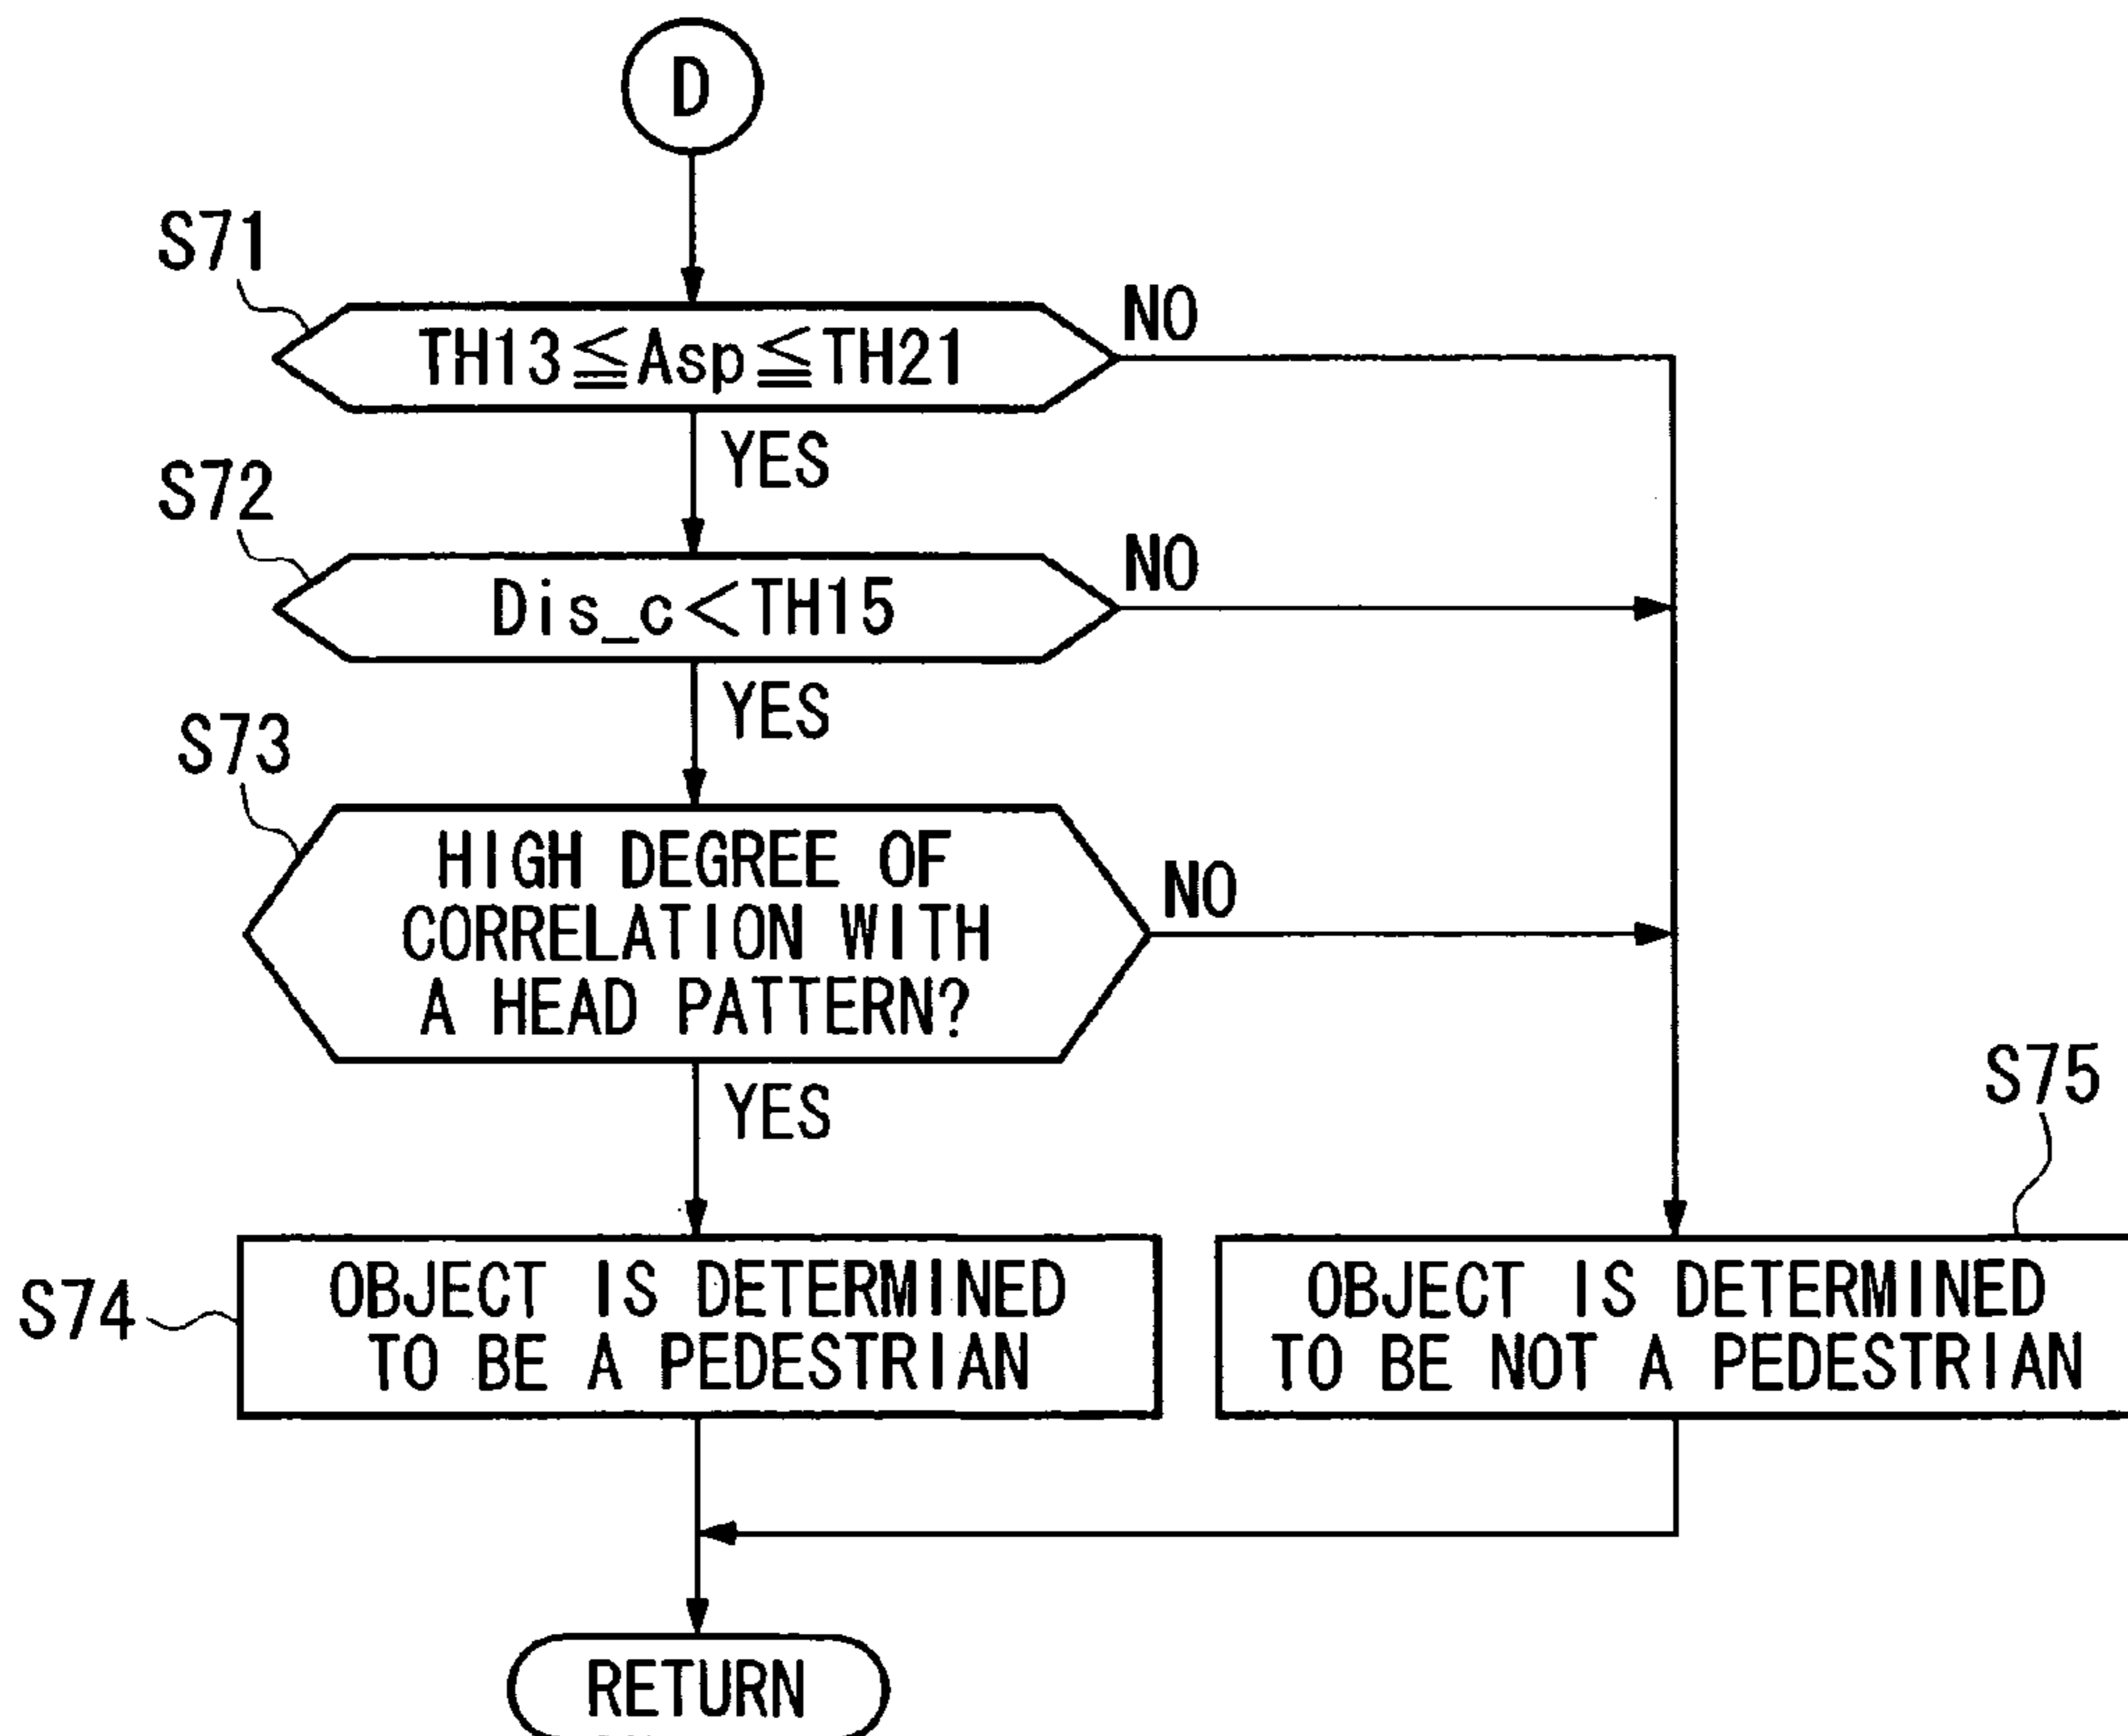 D
S71
TH13≦Asp≦TH21
NO
YES
S72
Dis_c<TH15
NO
YES
S73
HIGH DEGREE OF
CORRELATION WITH
A HEAD PATTERN?
NO
YES
S74
OBJECT IS DETERMINED
TO BE A PEDESTRIAN
S75
OBJECT IS DETERMINED
TO BE NOT A PEDESTRIAN
RETURN